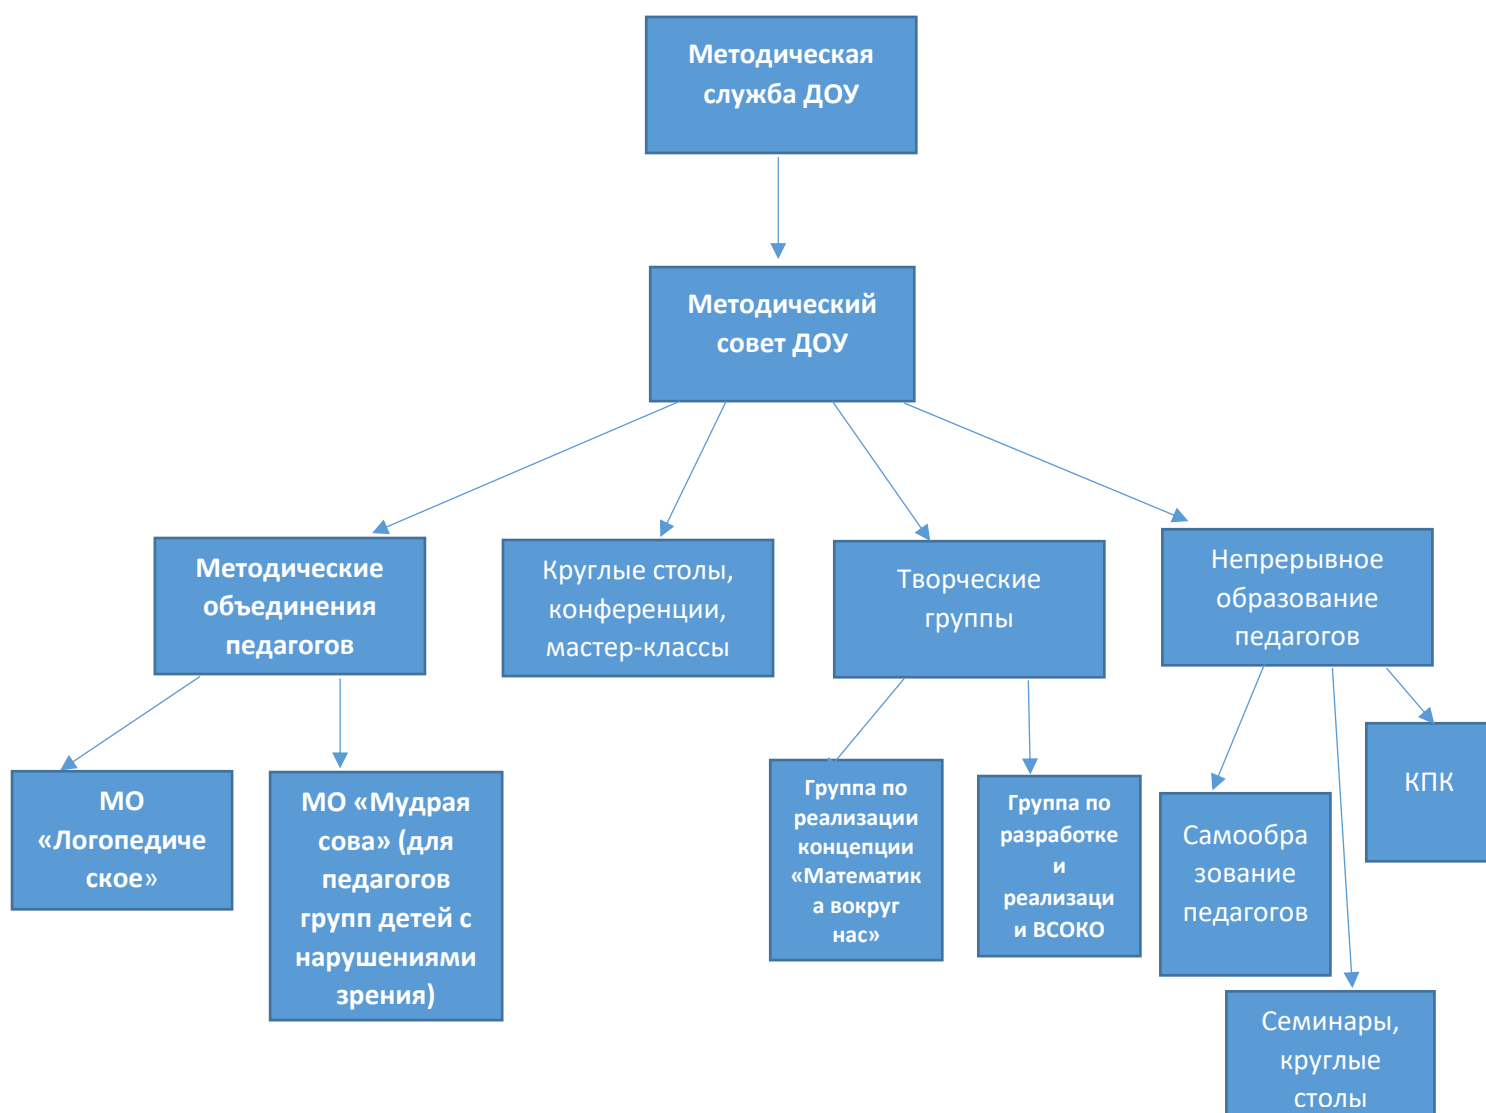 Методическая
служба ДОУ
Методический
совет ДОУ
Методические
объединения
педагогов
Круглые столы,
конференции,
мастер-классы
Творческие
группы
Непрерывное
образование
педагогов
МО
«Логопедиче
ское»
МО «Мудрая
сова» (для
педагогов
групп детей с
нарушениями
зрения)
Группа по
реализации
концепции
«Математик
а вокруг
нас»
Группа по
разработке
и
реализаци
и ВСОКО
Самообра
зование
педагогов
КПК
Семинары,
круглые
столы